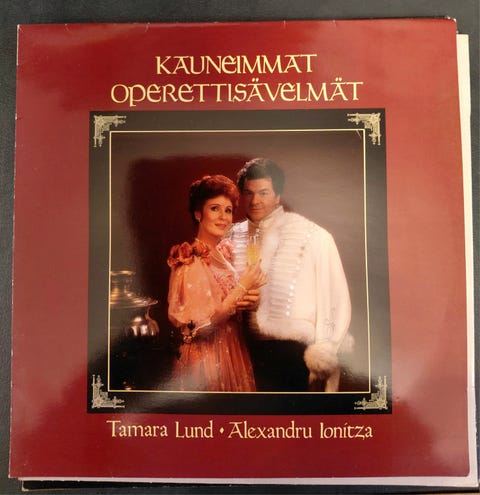 KAUNEIMMAT
OPERETTISÄVELMÄT
Tamara Lund • Alexandru Ionitza